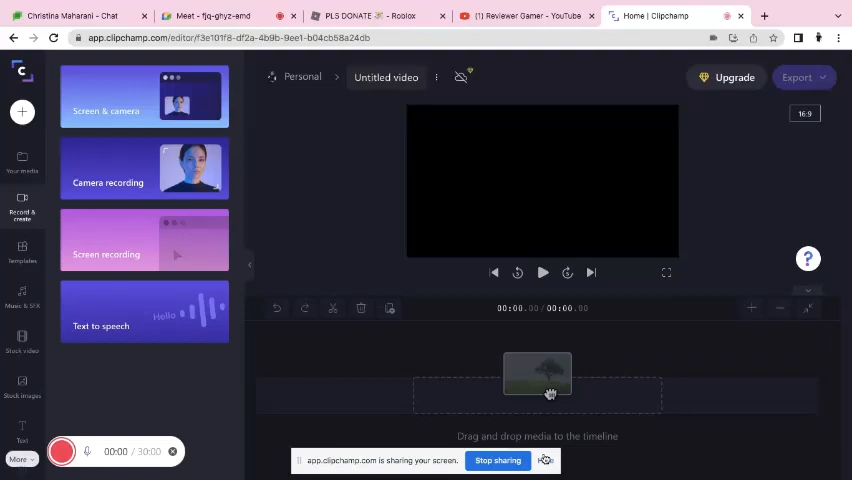 Christina Maharani - Chat
Meet - fjq-ghyz-emd
PLS DONATE 💸 - Roblox
(1) Reviewer Gamer - YouTube
Home | Clipchamp
app.clipchamp.com/editor/f3e101f8-df2a-4b9b-9ee1-b04cb58a24db
Personal
Untitled video
Upgrade
Export
16:9
Screen & camera
Camera recording
Screen recording
Text to speech
Hello
Your media
Record & create
Templates
Music & SFX
Stock video
Stock images
Text
More
5
5
?
00:00.00 / 00:00.00
Drag and drop media to the timeline
00:00 / 30:00
app.clipchamp.com is sharing your screen.
Stop sharing